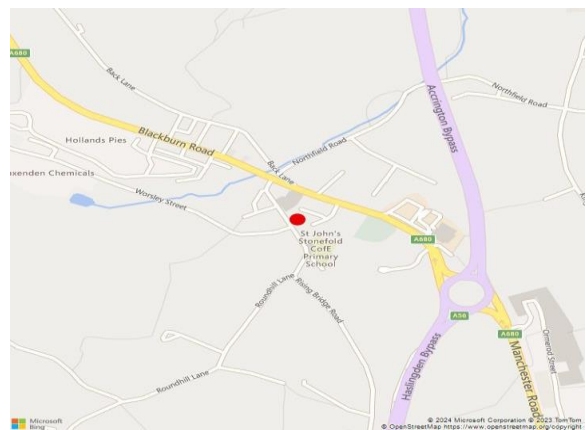 A680
Back Lane
Northfield Road
Accrington Bypass
Hollands Pies
Blackburn Road
Northfield Road
oxenden Chemicals
Back Lane
Worsley Street
St John's
Stonefold
CofE
Primary
School
A680
Roundhill Lane
Rising Bridge Road
A56
A680
Ormerod Street
Haslingden Bypass
Manchester Road
Roundhill Lane
Microsoft
Bing
© 2024 Microsoft Corporation © 2023 TomTom
© OpenStreetMap https://www.openstreetmap.org/copyright